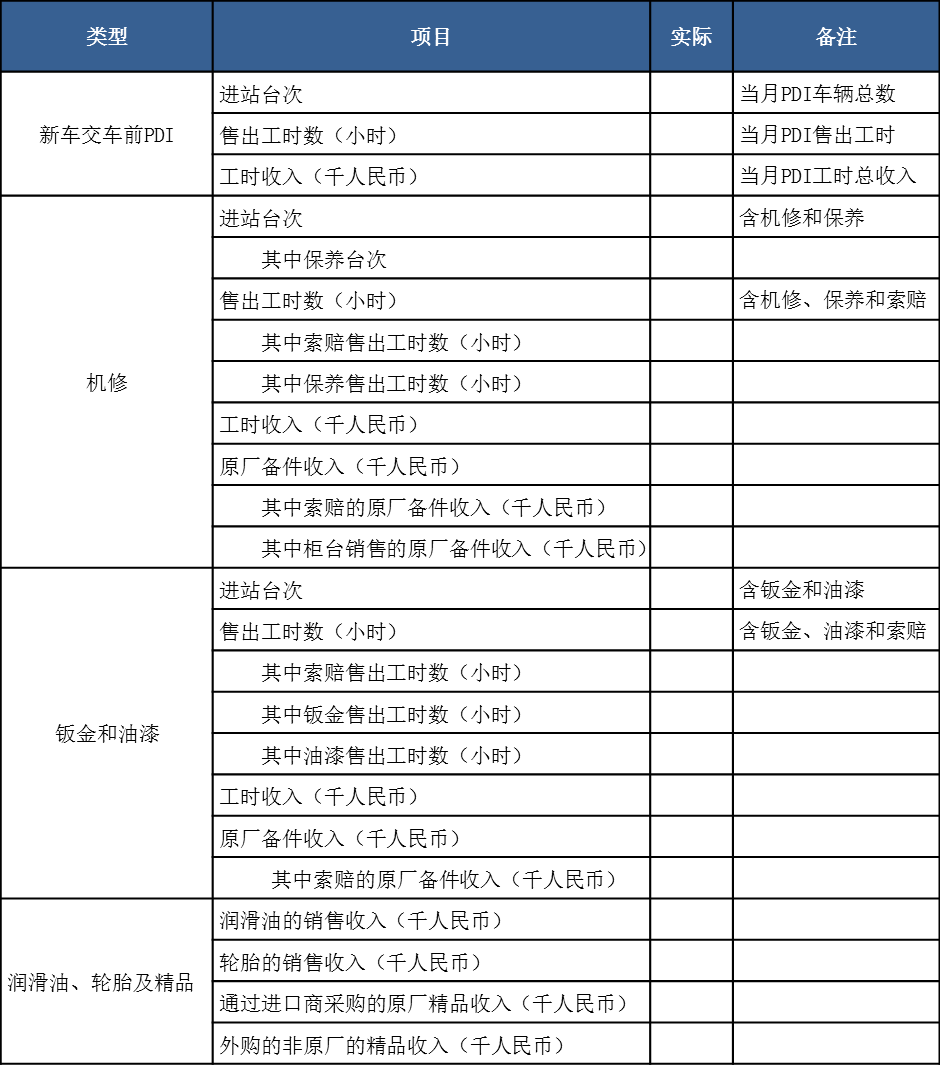 类型 项目 实际 备注
新车交车前PDI
进站台次 当月PDI车辆总数
售出工时数（小时） 当月PDI售出工时
工时收入（千人民币） 当月PDI工时总收入
机修
进站台次 含机修和保养
其中保养台次
售出工时数（小时） 含机修、保养和索赔
其中索赔售出工时数（小时）
其中保养售出工时数（小时）
工时收入（千人民币）
原厂备件收入（千人民币）
其中索赔的原厂备件收入（千人民币）
其中柜台销售的原厂备件收入（千人民币）
钣金和油漆
进站台次 含钣金和油漆
售出工时数（小时） 含钣金、油漆和索赔
其中索赔售出工时数（小时）
其中钣金售出工时数（小时）
其中油漆售出工时数（小时）
工时收入（千人民币）
原厂备件收入（千人民币）
其中索赔的原厂备件收入（千人民币）
润滑油、轮胎及精品
润滑油的销售收入（千人民币）
轮胎的销售收入（千人民币）
通过进口商采购的原厂精品收入（千人民币）
外购的非原厂的精品收入（千人民币）